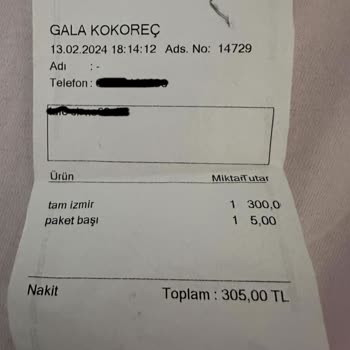 GALA KOKOREÇ
13.02.2024 18:14:12 Ads. No: 14729
Adı : -
Telefon :
Ürün MiktarTutar
tam izmir 1 300,0
paket başı 1 5,00
Nakit Toplam : 305,00 TL